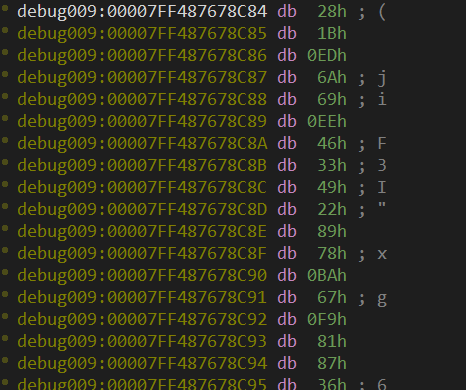 debug009:00007FF487678C84 db 28h ; (
debug009:00007FF487678C85 db 1Bh
debug009:00007FF487678C86 db 0EDh
debug009:00007FF487678C87 db 6Ah ; j
debug009:00007FF487678C88 db 69h ; i
debug009:00007FF487678C89 db 0EEh
debug009:00007FF487678C8A db 46h ; F
debug009:00007FF487678C8B db 33h ; 3
debug009:00007FF487678C8C db 49h ; I
debug009:00007FF487678C8D db 22h ; "
debug009:00007FF487678C8E db 89h
debug009:00007FF487678C8F db 78h ; x
debug009:00007FF487678C90 db 0BAh
debug009:00007FF487678C91 db 67h ; g
debug009:00007FF487678C92 db 0F9h
debug009:00007FF487678C93 db 81h
debug009:00007FF487678C94 db 87h
debug009:00007FF487678C95 db 36h ; 6